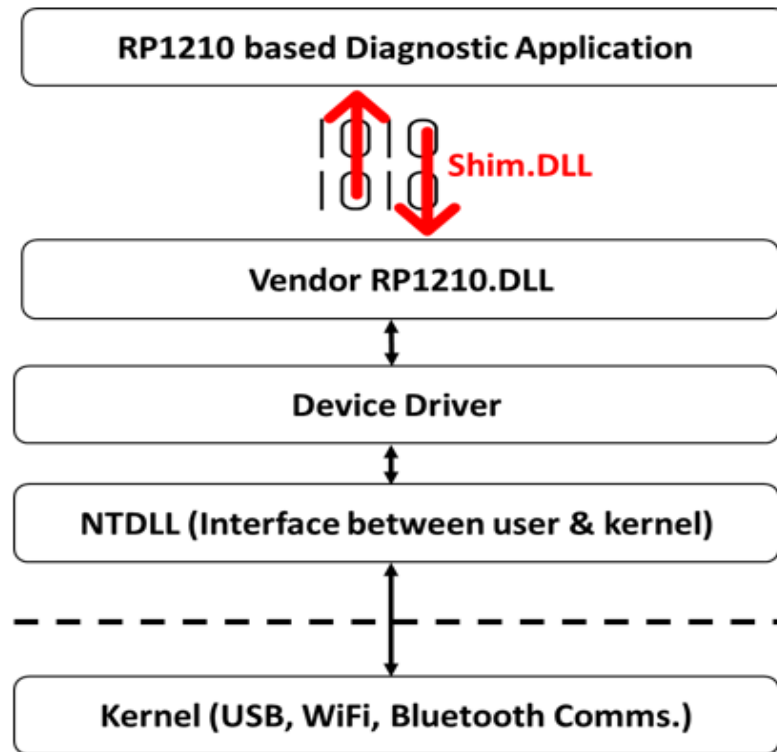 RP1210 based Diagnostic Application
Shim.DLL
Vendor RP1210.DLL
Device Driver
NTDLL (Interface between user & kernel)
Kernel (USB, WiFi, Bluetooth Comms.)